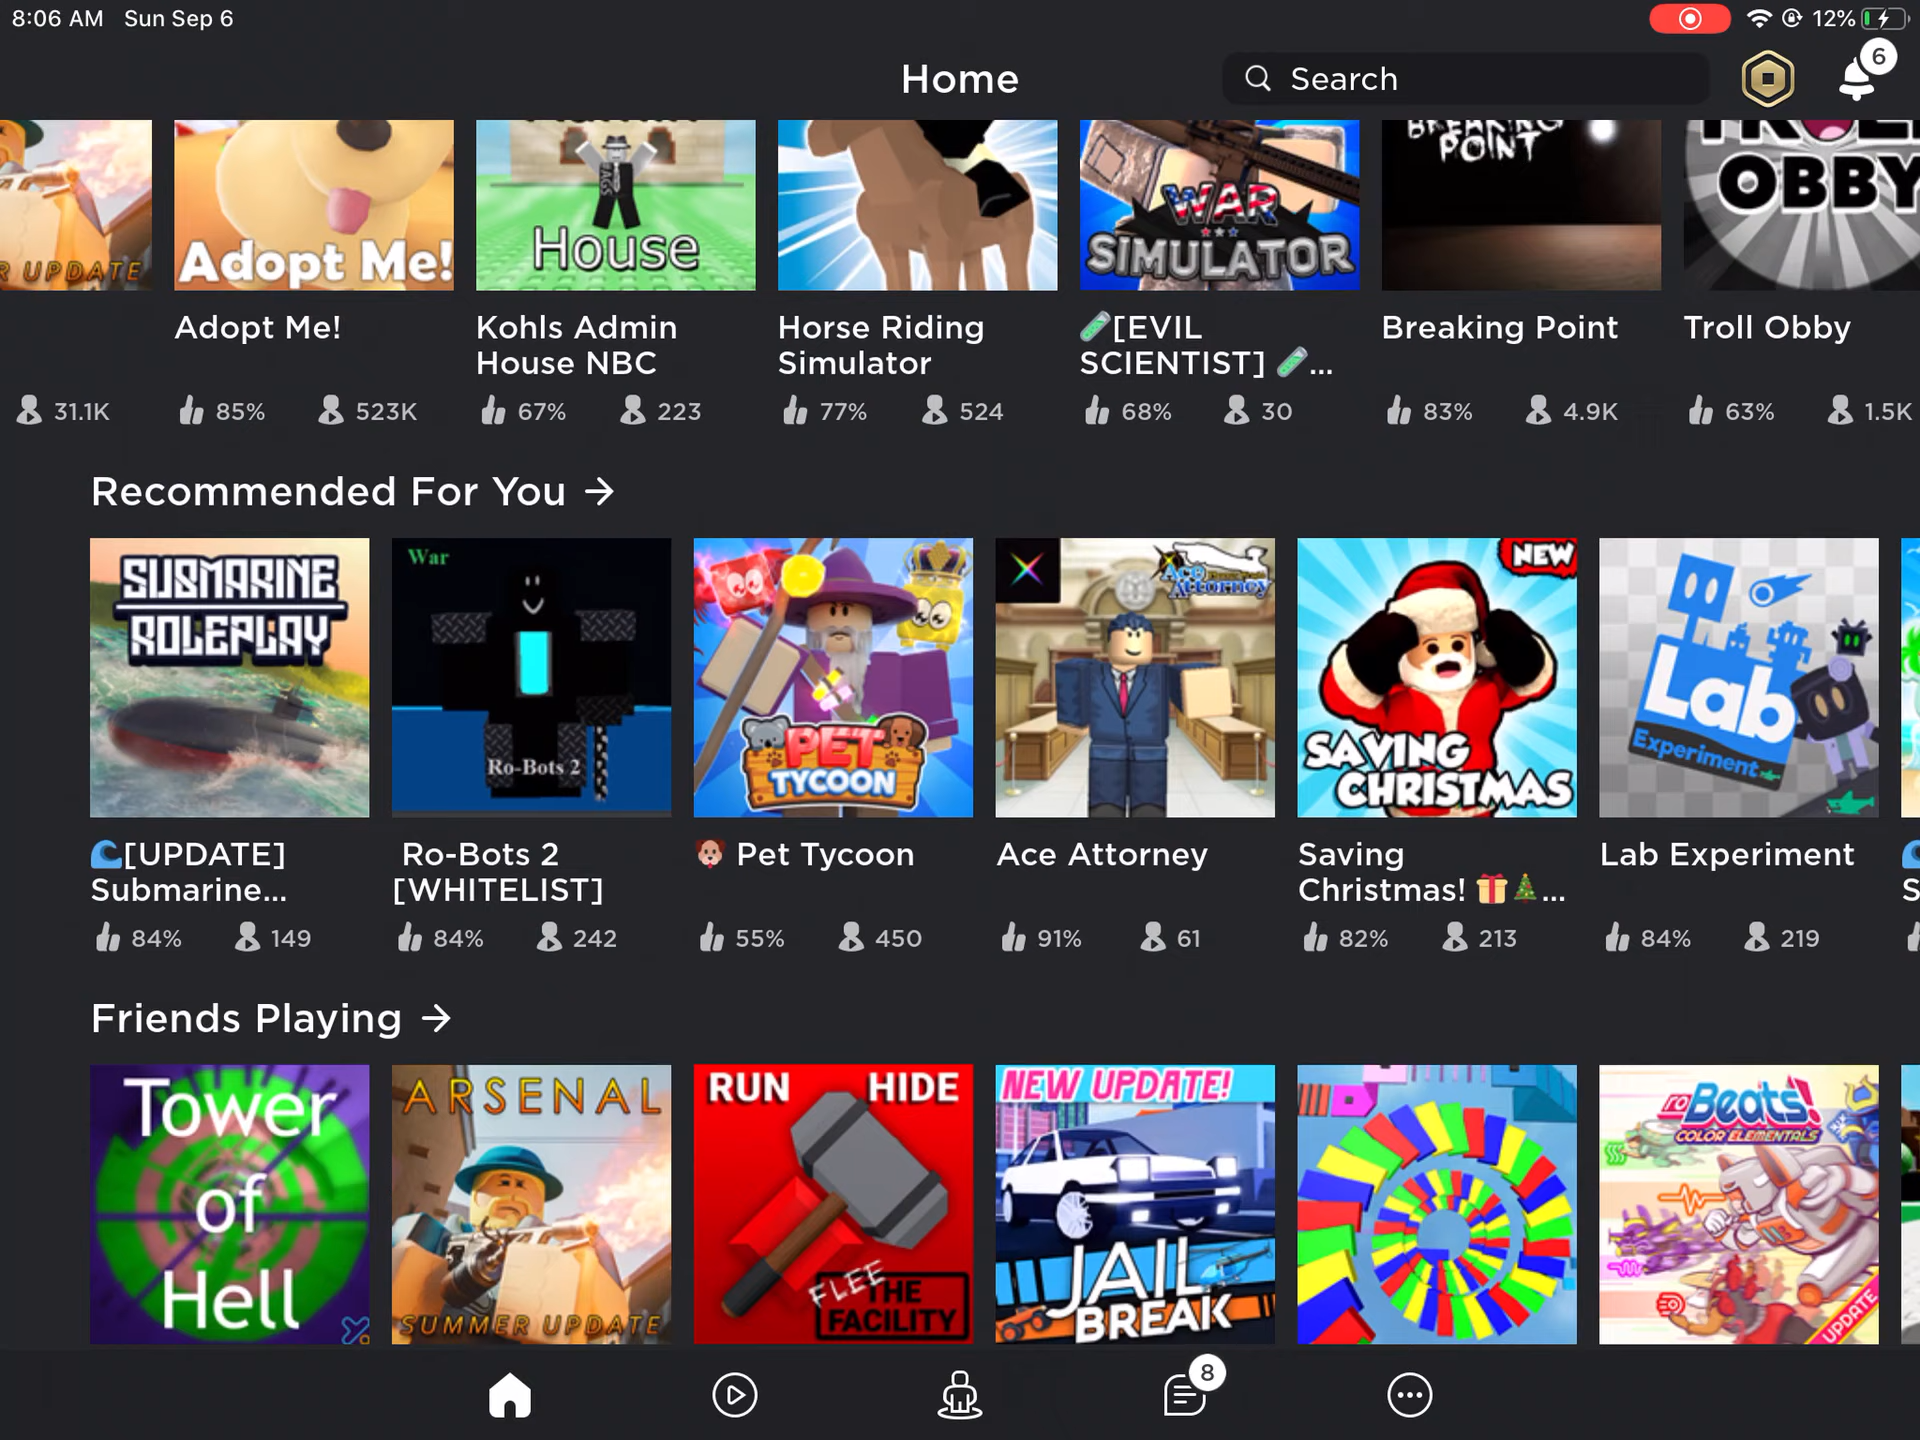 8:06 AM Sun Sep 6
12%
Home
Search
6
R UPDATE
Adopt Me!
House
WAR
SIMULATOR
BREAKING
POINT
TROLL
OBBY
Adopt Me!
Kohls Admin
House NBC
Horse Riding
Simulator
[EVIL
SCIENTIST] ...
Breaking Point
Troll Obby
31.1K
85% 523K
67% 223
77% 524
68% 30
83% 4.9K
63% 1.5K
Recommended For You →
SUBMARINE
ROLEPLAY
War
Ro-Bots 2
PET
TYCOON
Ace
Attorney
NEW
SAVING
CHRISTMAS
Lab
Experiment
[UPDATE]
Submarine...
Ro-Bots 2
[WHITELIST]
Pet Tycoon
Ace Attorney
Saving
Christmas! ...
Lab Experiment
84% 149
84% 242
55% 450
91% 61
82% 213
84% 219
Friends Playing →
Tower
of
Hell
ARSENAL
SUMMER UPDATE
RUN HIDE
FLEE
THE
FACILITY
NEW UPDATE!
JAIL
BREAK
roBeats!
COLOR ELEMENTALS
UPDATE
8